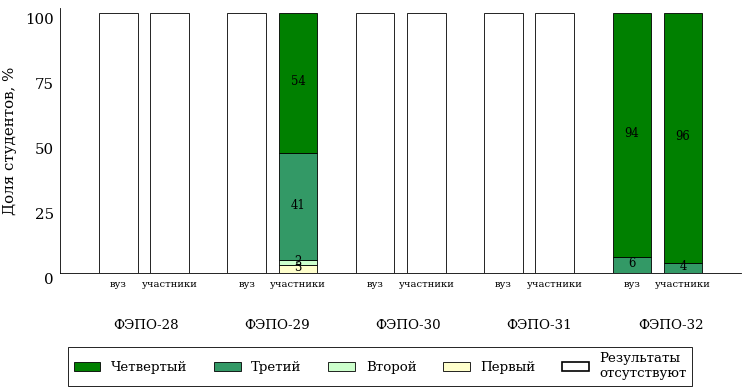 Доля студентов, %
100
75
50
25
0
54
41
2
3
94
6
96
4
вуз участники вуз участники вуз участники вуз участники вуз участники
ФЭПО-28 ФЭПО-29 ФЭПО-30 ФЭПО-31 ФЭПО-32
Четвертый Третий Второй Первый Результаты
отсутствуют